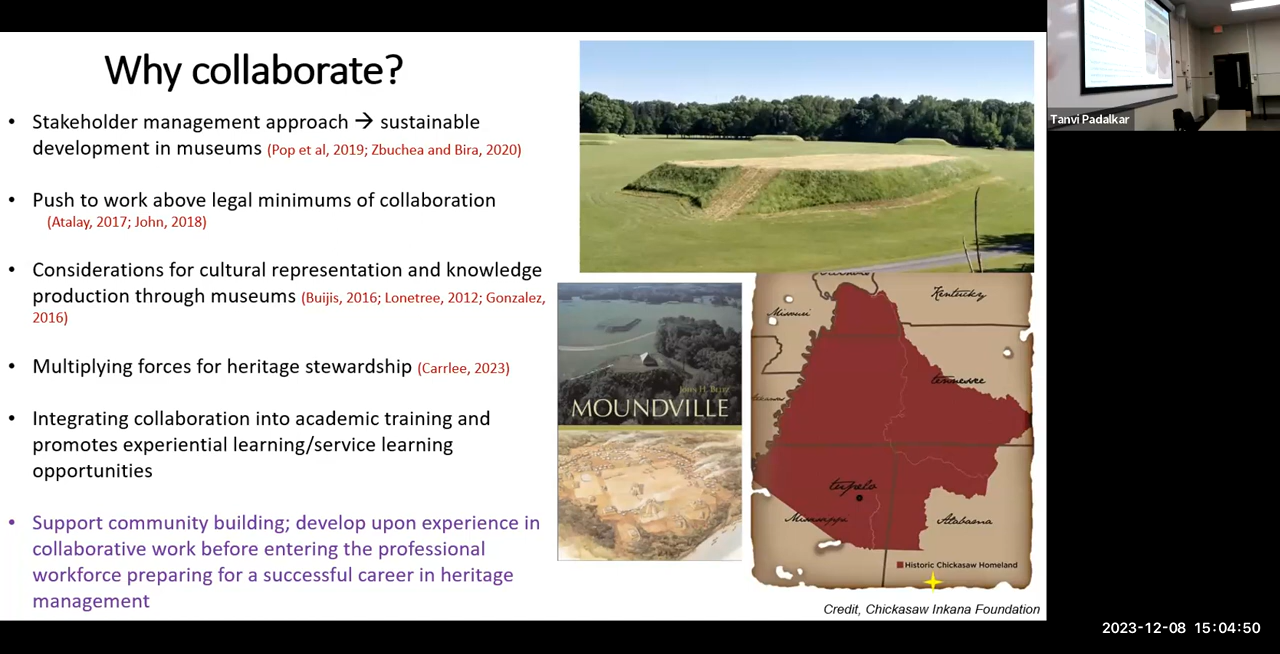 Why collaborate?
• Stakeholder management approach → sustainable
development in museums (Pop et al, 2019; Zbuchea and Bira, 2020)
• Push to work above legal minimums of collaboration
(Atalay, 2017; John, 2018)
• Considerations for cultural representation and knowledge
production through museums (Buijis, 2016; Lonetree, 2012; Gonzalez,
2016)
• Multiplying forces for heritage stewardship (Carrlee, 2023)
• Integrating collaboration into academic training and
promotes experiential learning/service learning
opportunities
• Support community building; develop upon experience in
collaborative work before entering the professional
workforce preparing for a successful career in heritage
management
MOUNDVILLE
Missouri
Kentucky
Tennessee
Tupelo
Mississippi
Alabama
Historic Chickasaw Homeland
Credit, Chickasaw Inkana Foundation
Tanvi Padalkar
2023-12-08 15:04:50